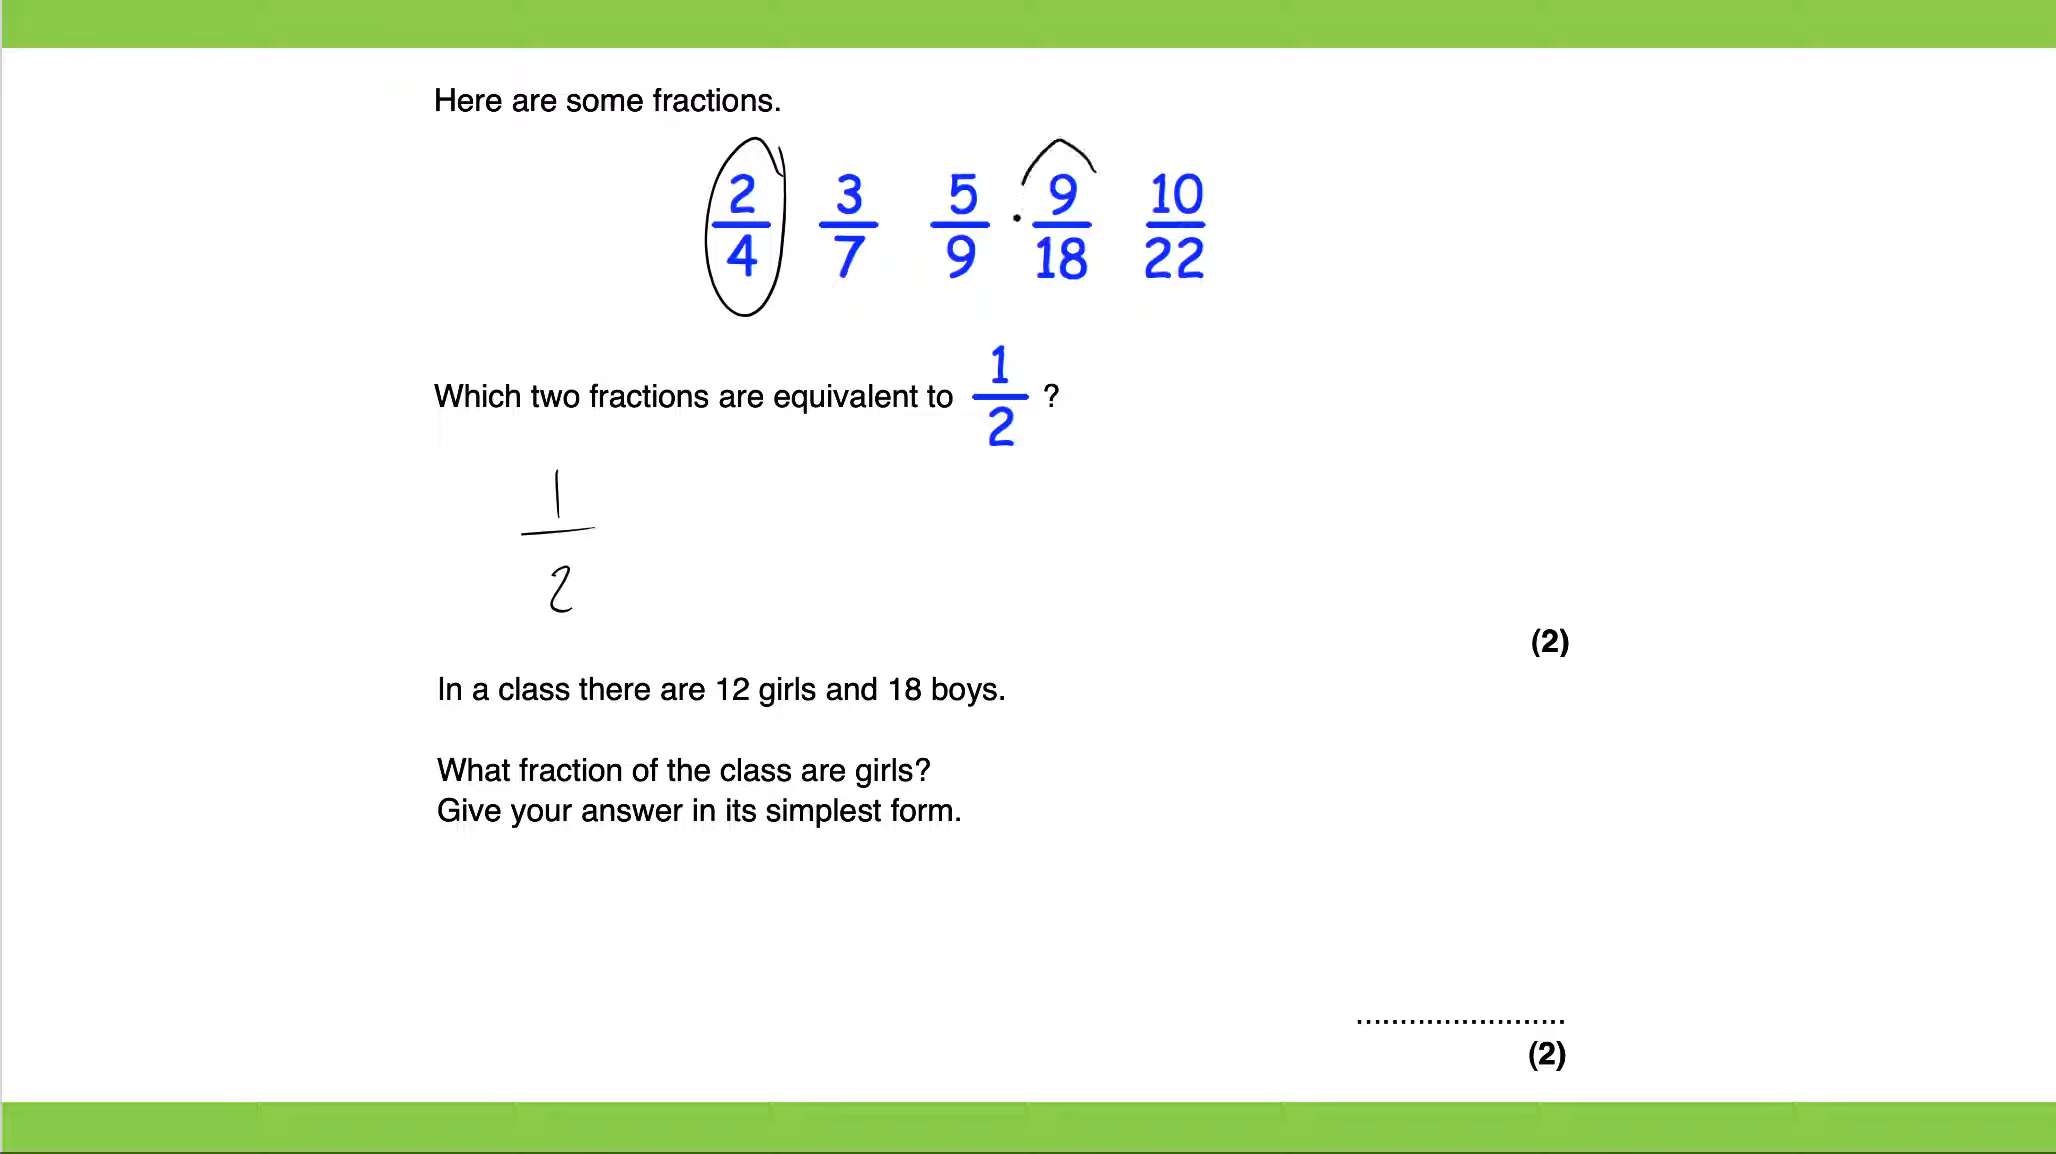 Here are some fractions.
2/4 3/7 5/9 9/18 10/22
Which two fractions are equivalent to 1/2 ?
1/2
(2)
In a class there are 12 girls and 18 boys.
What fraction of the class are girls?
Give your answer in its simplest form.
........................
(2)